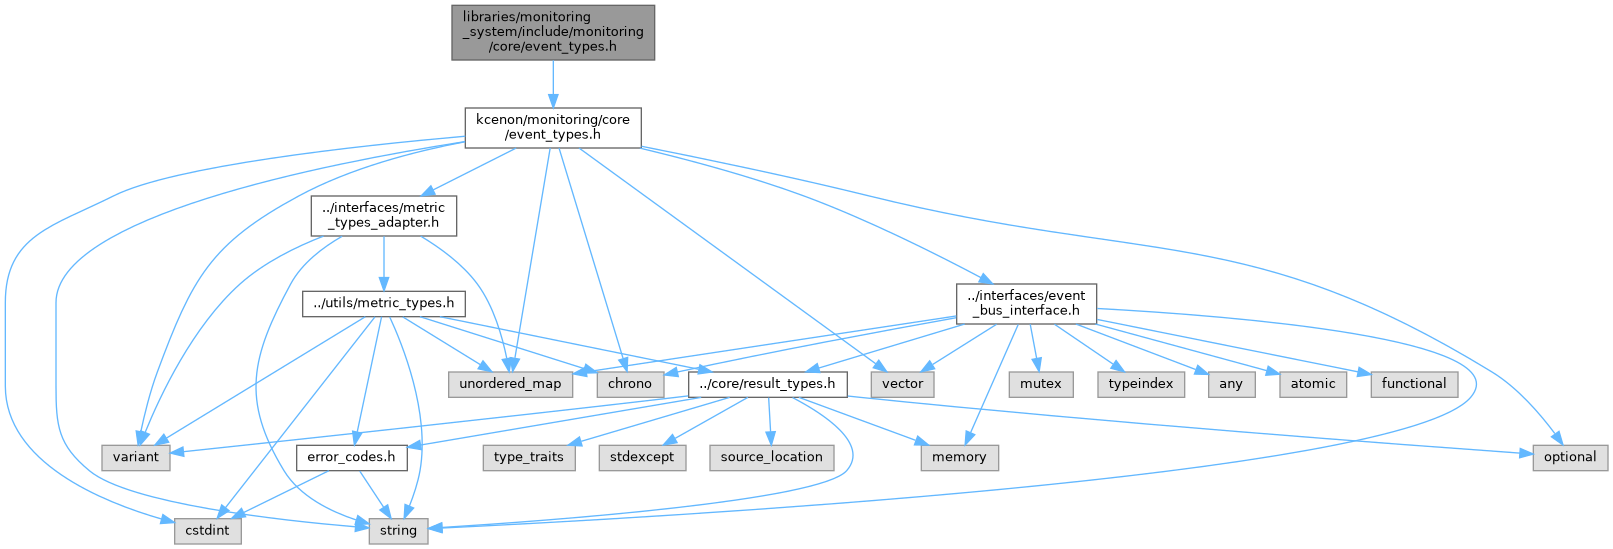 libraries/monitoring
_system/include/monitoring
/core/event_types.h
kcenon/monitoring/core
/event_types.h
../interfaces/metric
_types_adapter.h
../utils/metric_types.h
../interfaces/event
_bus_interface.h
unordered_map
chrono
../core/result_types.h
vector
mutex
typeindex
any
atomic
functional
variant
error_codes.h
type_traits
stdexcept
source_location
memory
optional
cstdint
string